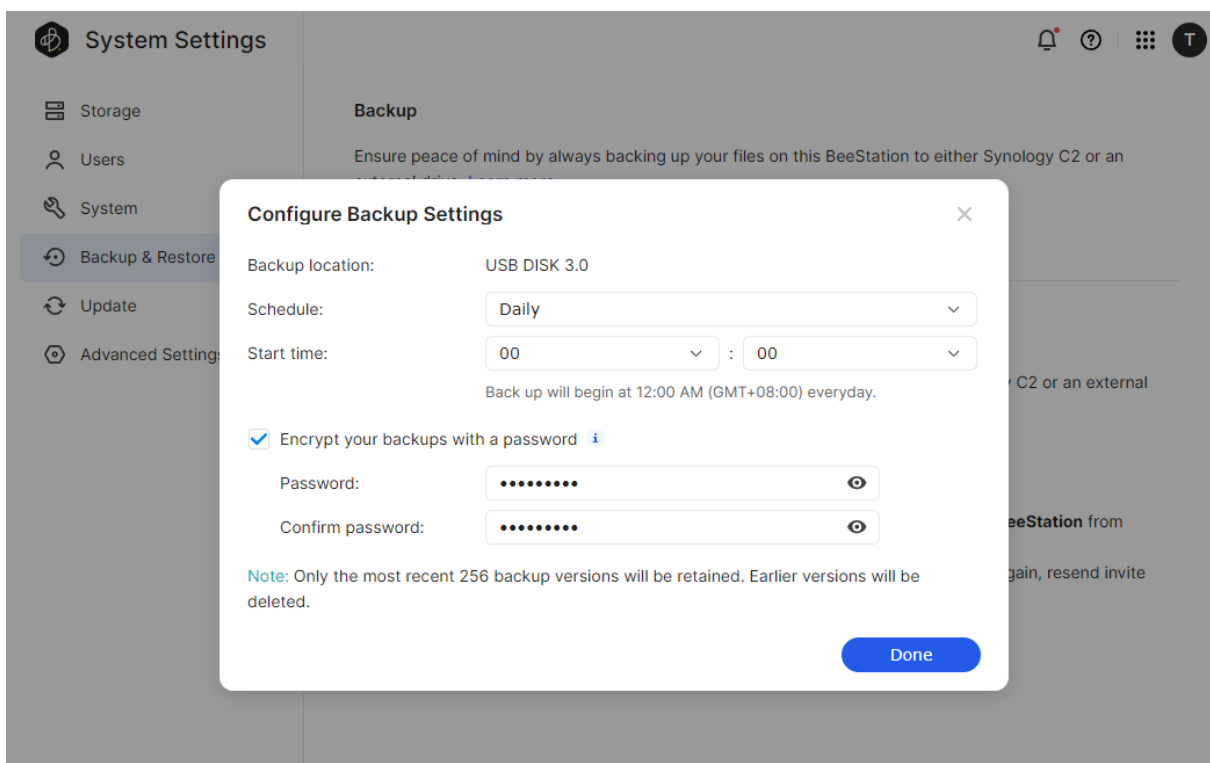 System Settings
T
Storage
Users
System
Backup & Restore
Update
Advanced Setting
Backup
Ensure peace of mind by always backing up your files on this BeeStation to either Synology C2 or an
Configure Backup Settings
Backup location: USB DISK 3.0
Schedule: Daily
Start time: 00 : 00
Back up will begin at 12:00 AM (GMT+08:00) everyday.
Encrypt your backups with a password
Password: •••••••••
Confirm password: •••••••••
Note: Only the most recent 256 backup versions will be retained. Earlier versions will be
deleted.
Done
C2 or an external
eeStation from
gain, resend invite